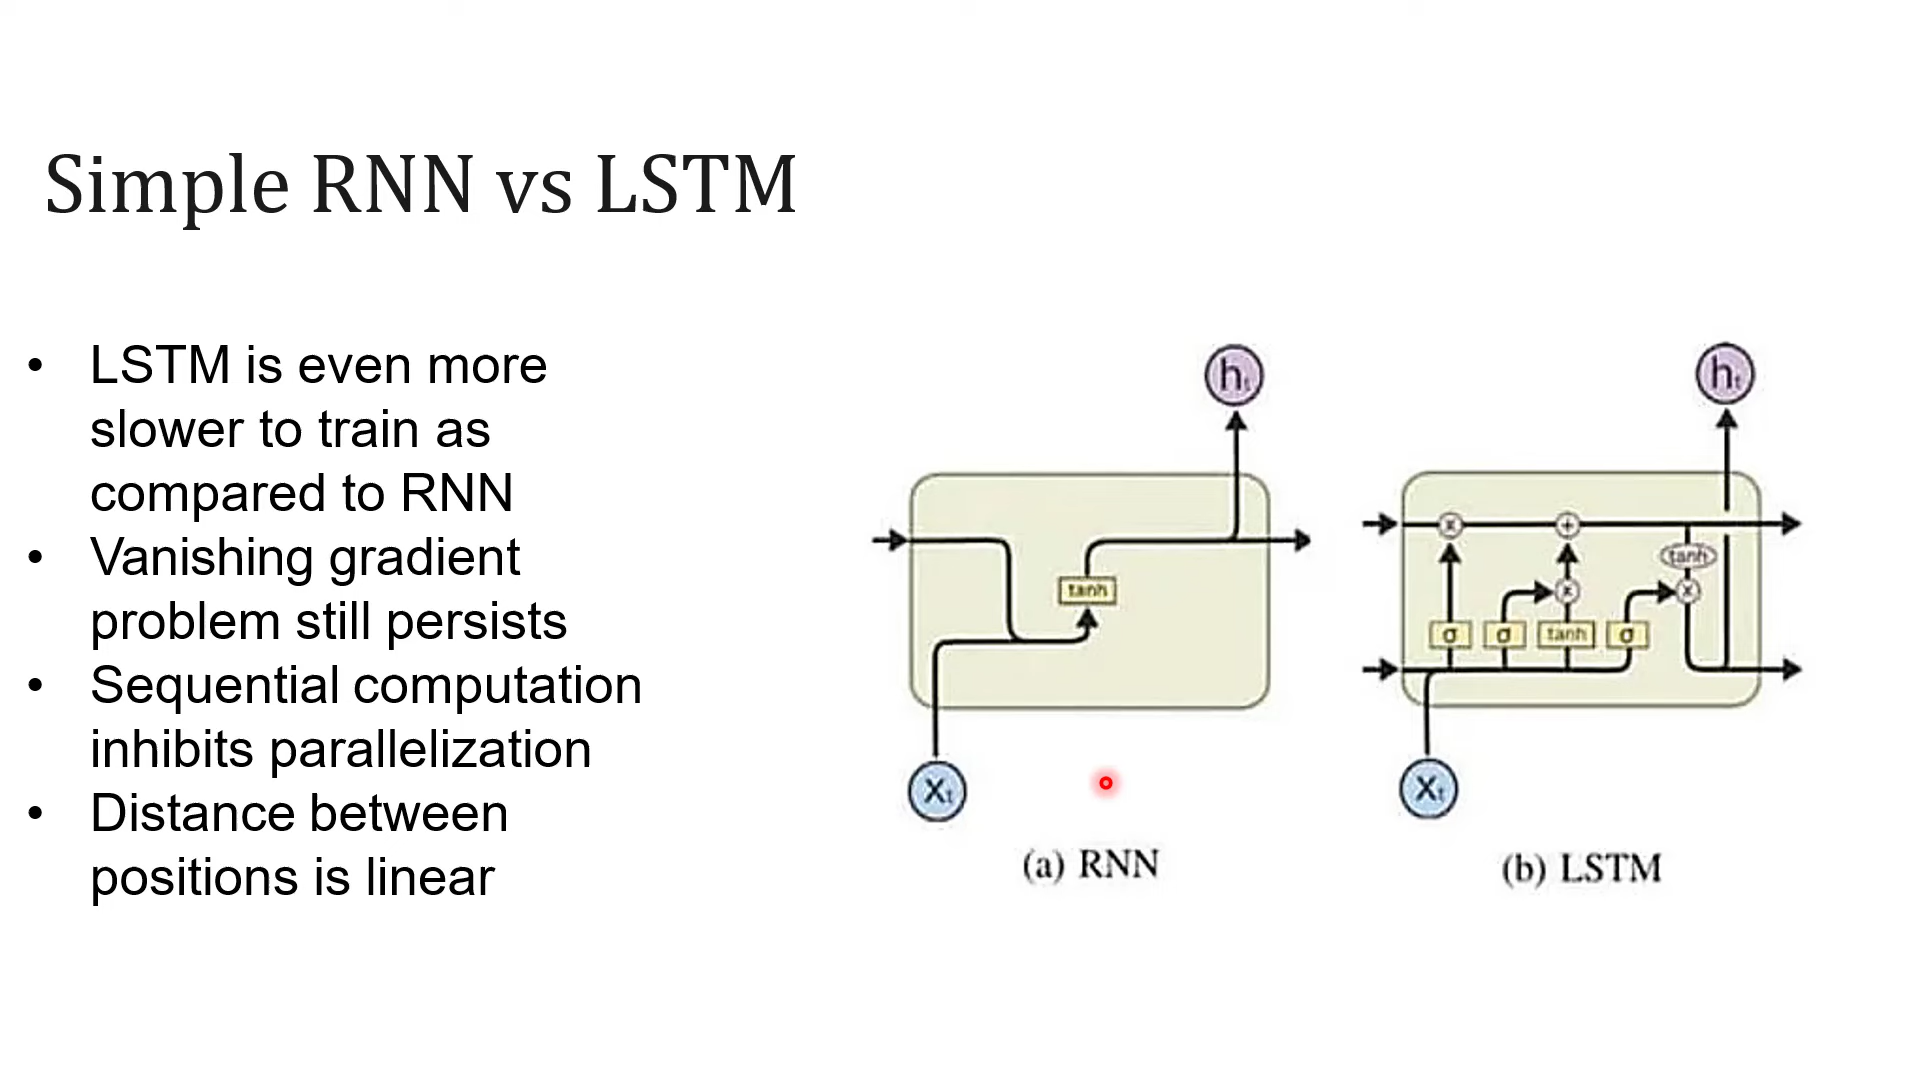 Simple RNN vs LSTM
• LSTM is even more
slower to train as
compared to RNN
• Vanishing gradient
problem still persists
• Sequential computation
inhibits parallelization
• Distance between
positions is linear
hₜ
tanh
Xₜ
(a) RNN
hₜ
x
+
tanh
x
x
σ
σ
tanh
σ
Xₜ
(b) LSTM